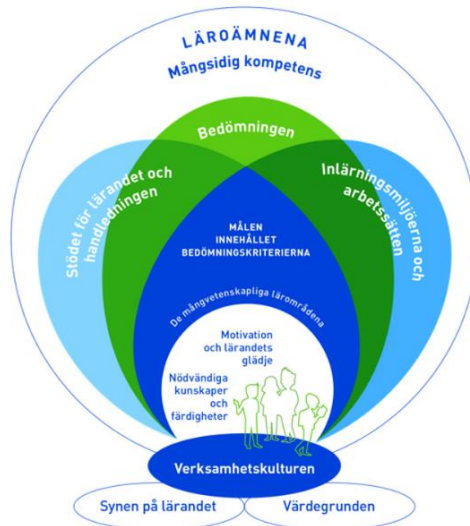 LÄROÄMNENA
Mångsidig kompetens
Bedömningen
Stödet för lärandet och
handledningen
Inlärningsmiljöerna och
arbetssätten
MÅLEN
INNEHÅLLET
BEDÖMNINGSKRITERIERNA
De mångvetenskapliga lärområdena
Motivation
och lärandets
glädje
Nödvändiga
kunskaper
och
färdigheter
Verksamhetskulturen
Synen på lärandet
Värdegrunden